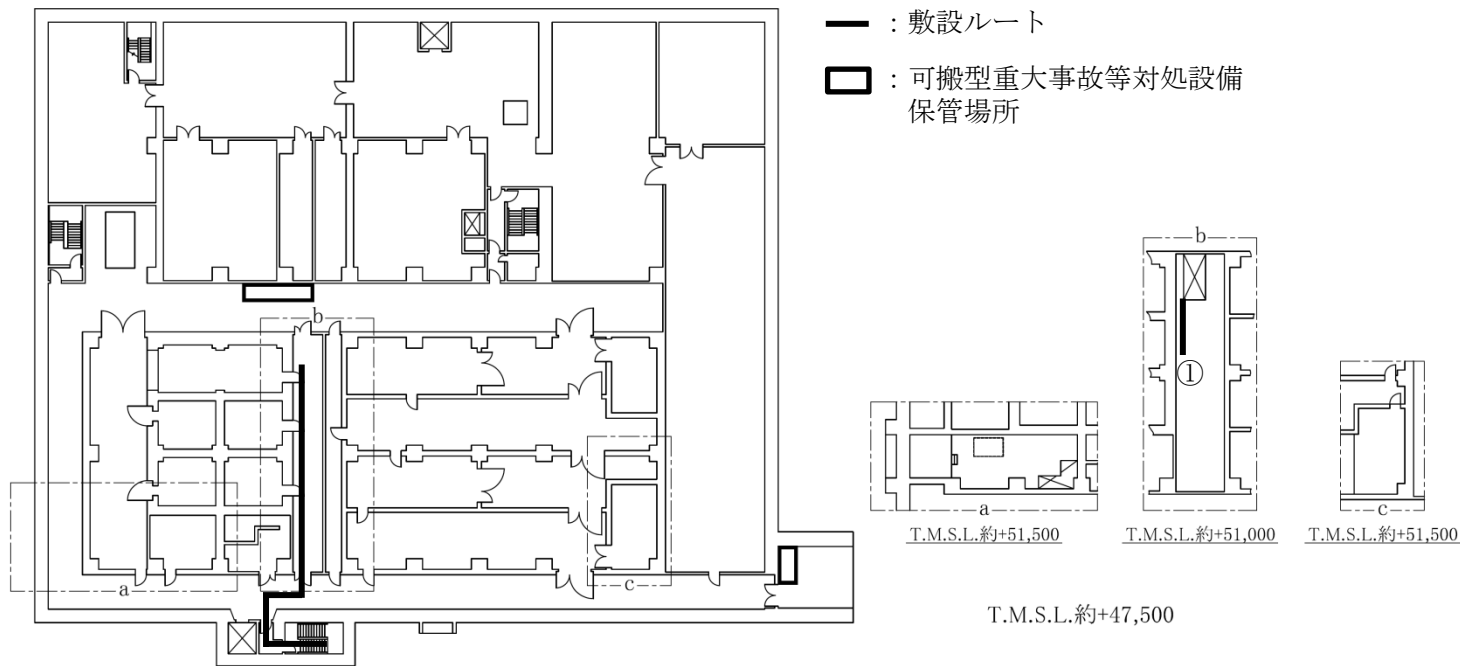 ：敷設ルート
：可搬型重大事故等対処設備
保管場所
b
b
①
a
c
a
c
T.M.S.L.約+51,500
T.M.S.L.約+51,000
T.M.S.L.約+51,500
T.M.S.L.約+47,500